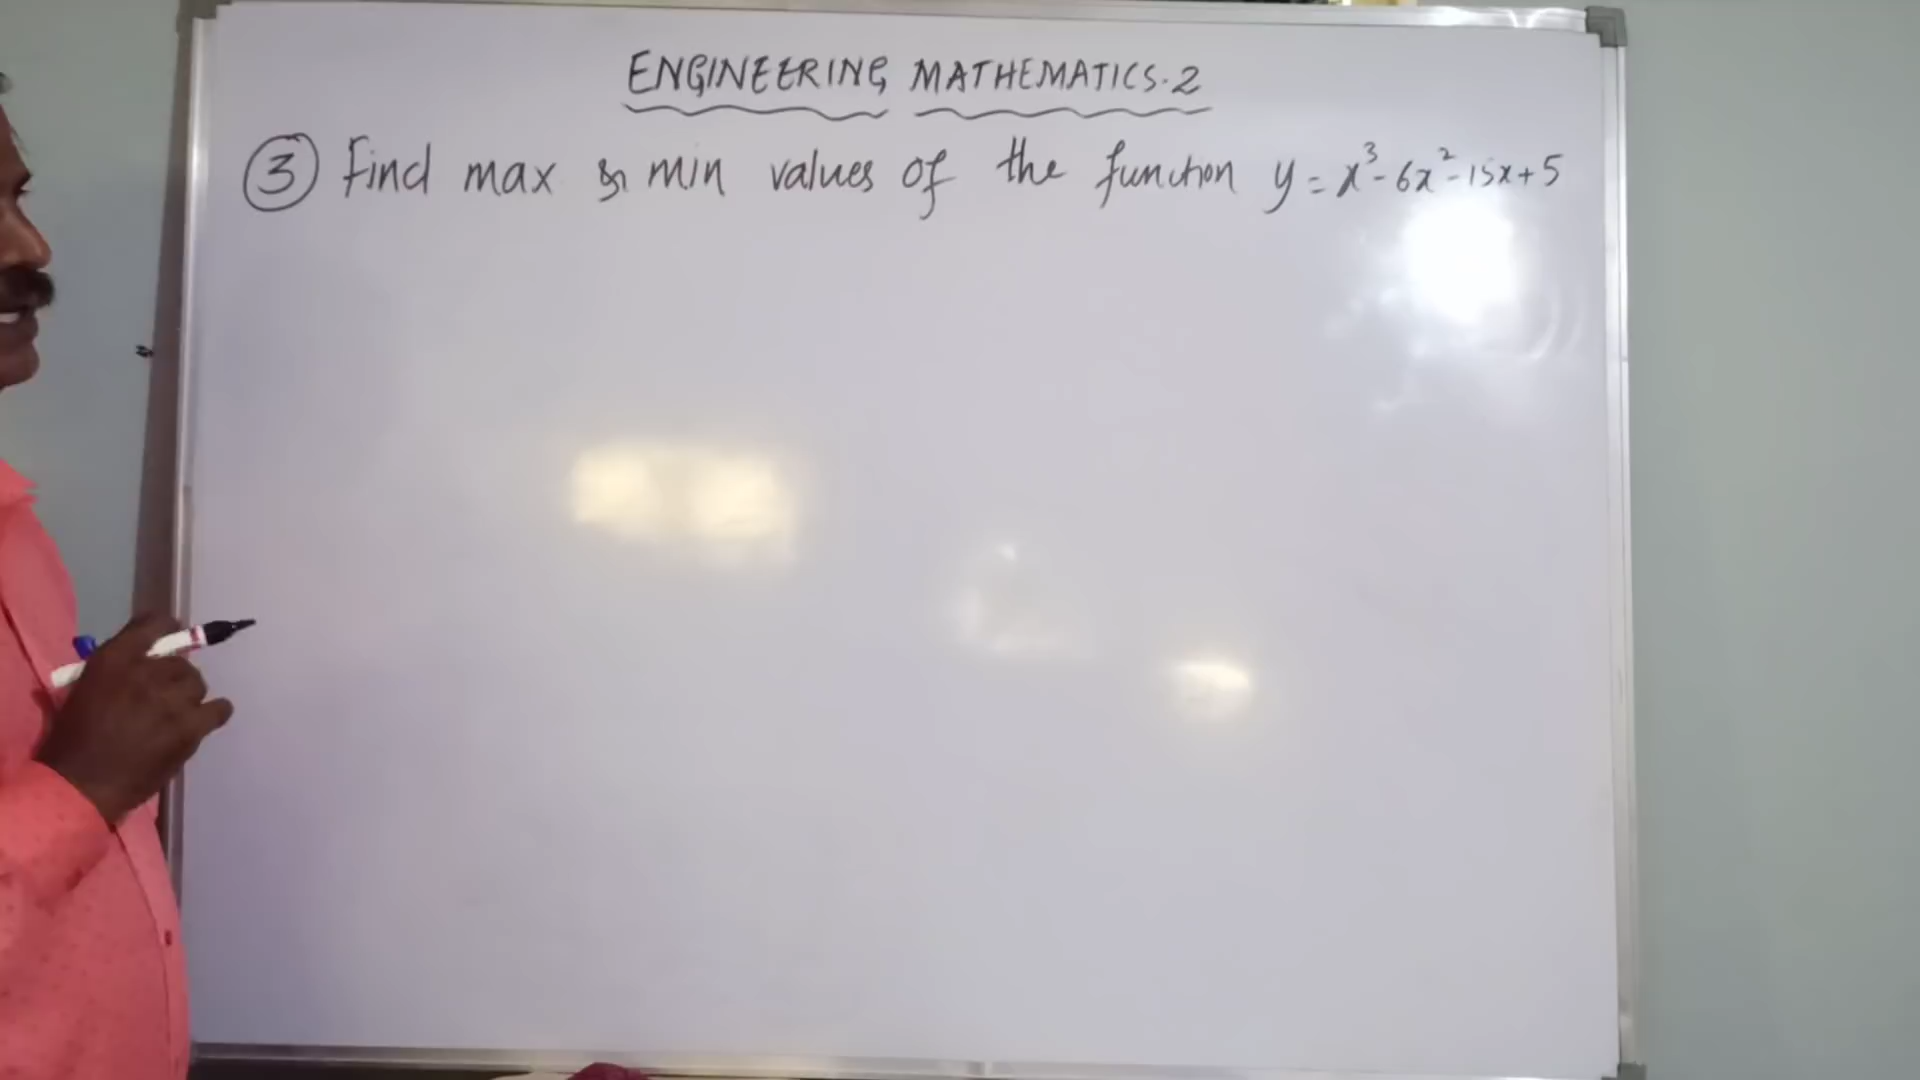 ENGINEERING MATHEMATICS-2
③ Find max & min values of the function y = x³ - 6x² - 15x + 5